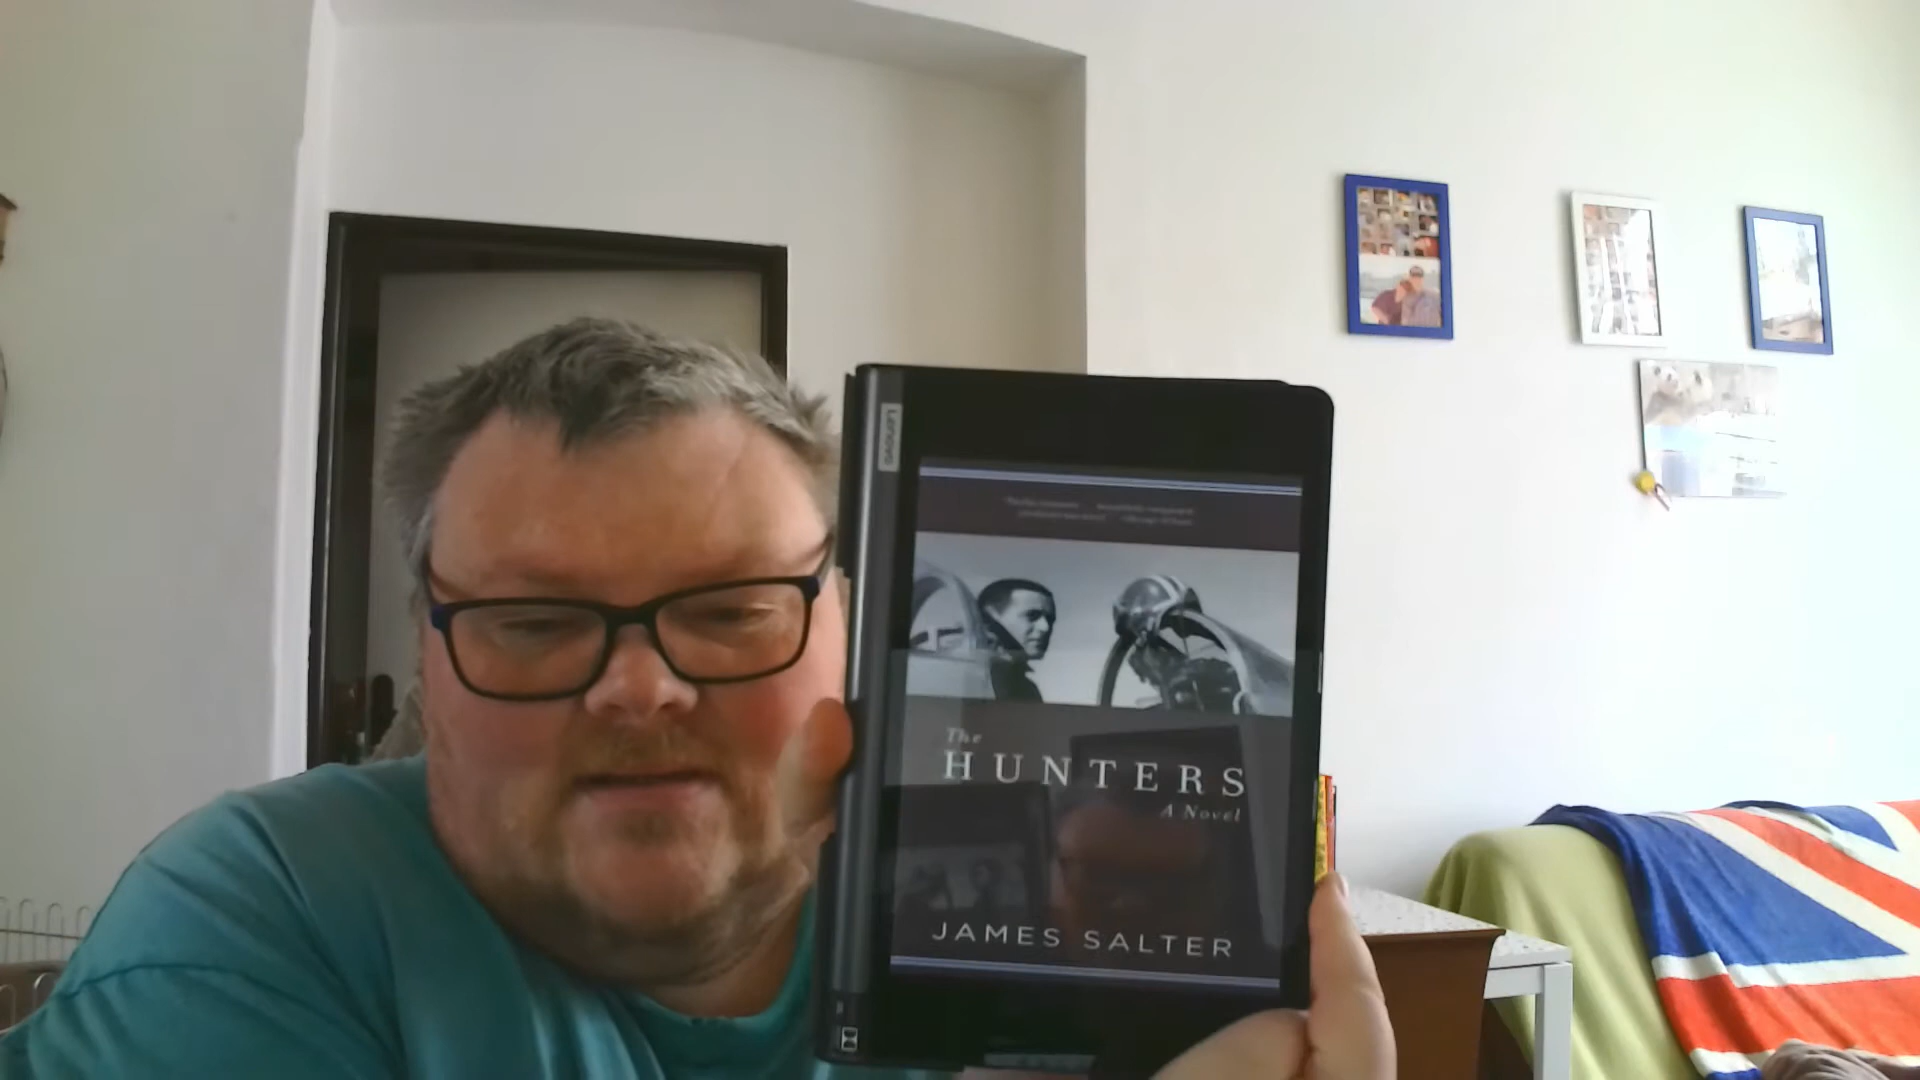 Lenovo
The
HUNTERS
A Novel
JAMES SALTER